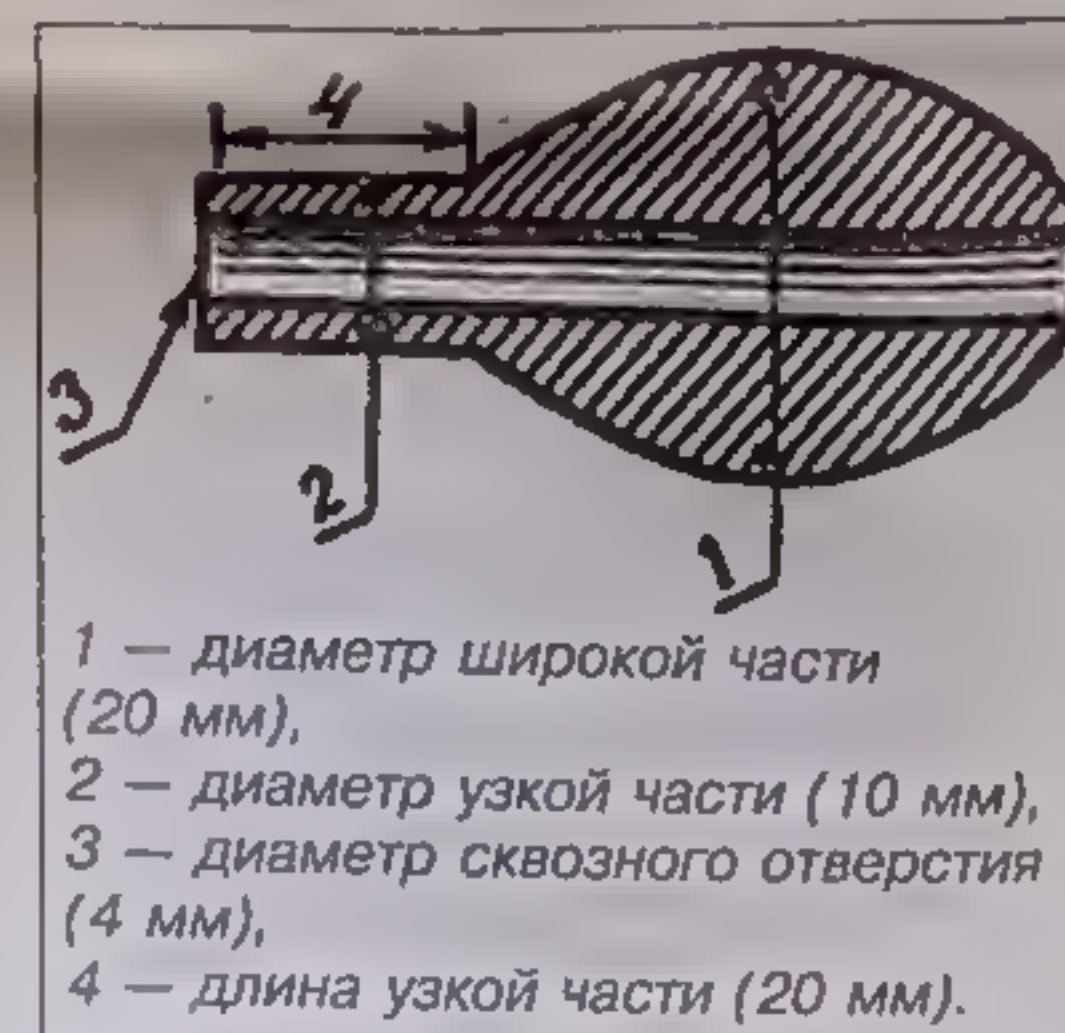 4
3
2
1
1 — диаметр широкой части
(20 мм),
2 — диаметр узкой части (10 мм),
3 — диаметр сквозного отверстия
(4 мм),
4 — длина узкой части (20 мм).